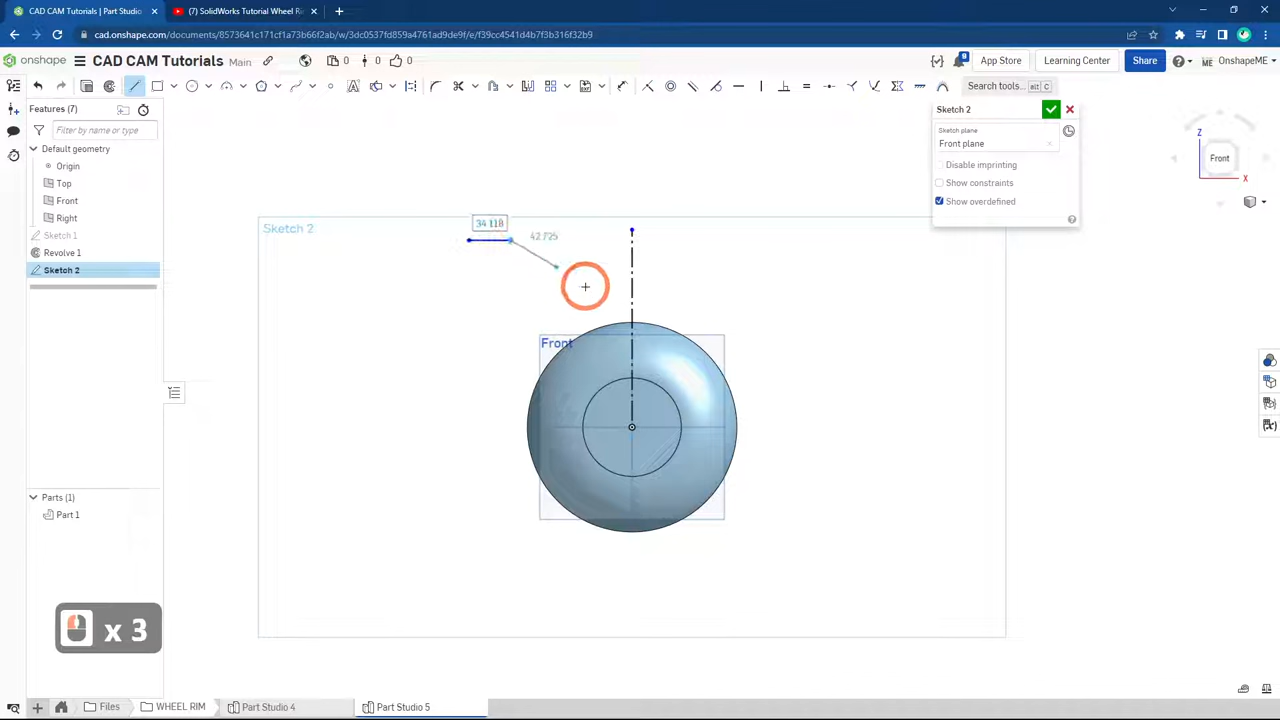 CAD CAM Tutorials | Part Studio
(7) SolidWorks Tutorial Wheel Ri
cad.onshape.com/documents/8573641c171cf1a73b66f2ab/w/3dc0537fd859a4761ad9de9f/e/f39cc4541d4b7f3b316f32b9
onshape
CAD CAM Tutorials
Main
0
0
0
9
App Store
Learning Center
Share
ME
OnshapeME
Search tools...
alt
C
Features (7)
Filter by name or type
Default geometry
Origin
Top
Front
Right
Sketch 1
Revolve 1
Sketch 2
Parts (1)
Part 1
Sketch 2
Sketch plane
Front plane
Disable imprinting
Show constraints
Show overdefined
Z
Front
X
Sketch 2
34.118
42.725
Front
x 3
Files
WHEEL RIM
Part Studio 4
Part Studio 5